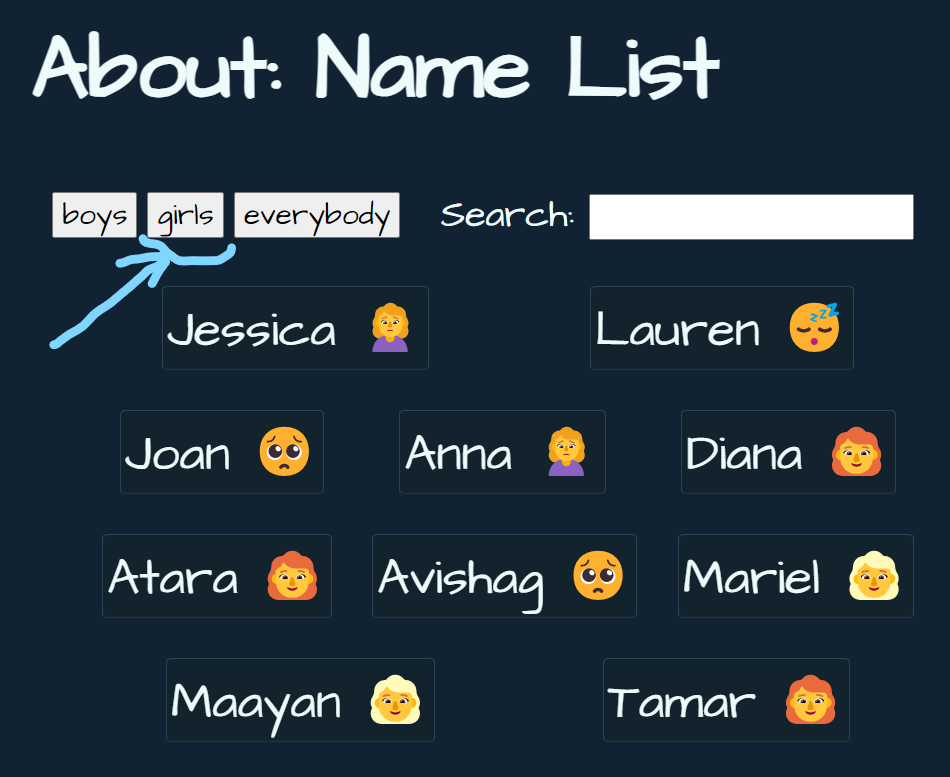 About: Name List
boys girls everybody Search:
Jessica Lauren
Joan Anna Diana
Atara Avishag Mariel
Maayan Tamar